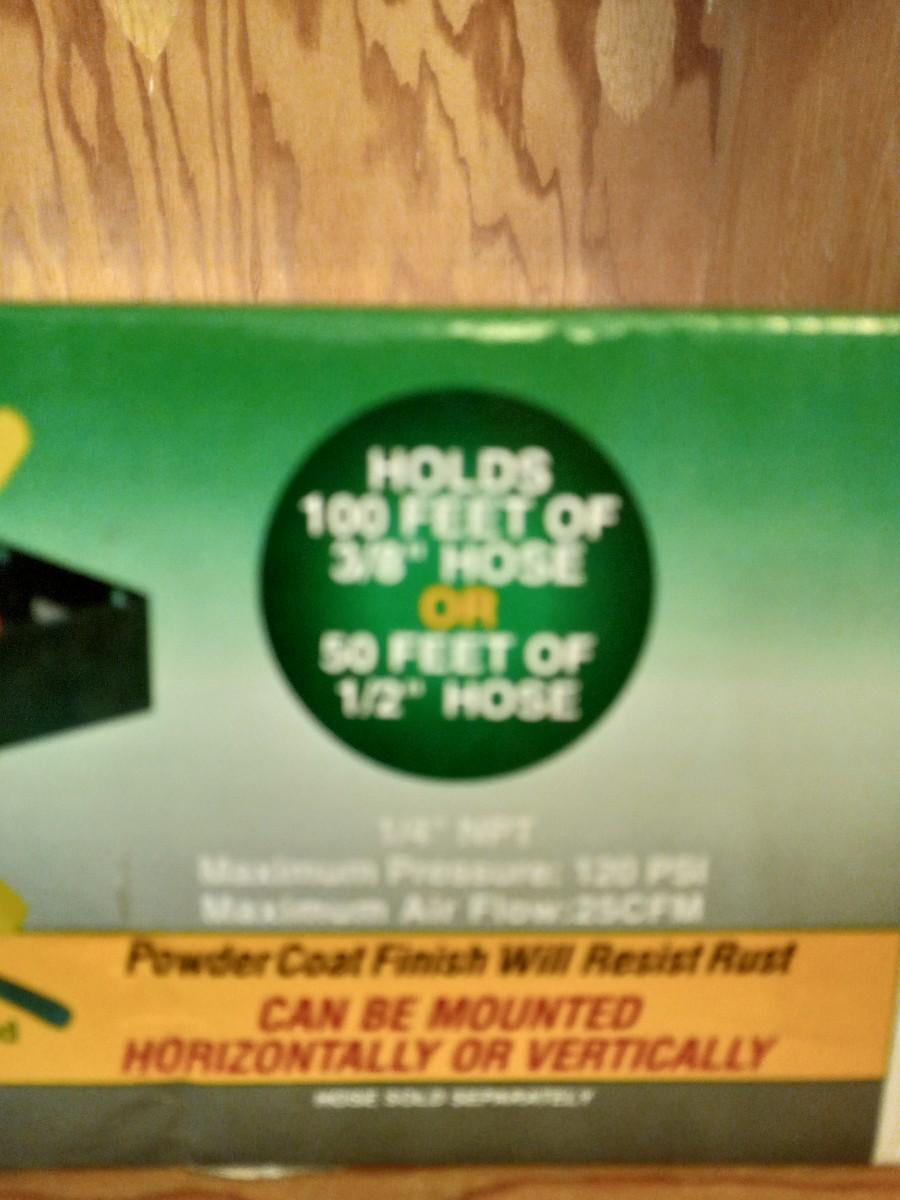 HOLDS
100 FEET OF
3/8" HOSE
OR
50 FEET OF
1/2" HOSE
1/4" NPT
Maximum Pressure: 120 PSI
Maximum Air Flow:25CFM
Powder Coat Finish Will Resist Rust
CAN BE MOUNTED
HORIZONTALLY OR VERTICALLY
HOSE SOLD SEPARATELY